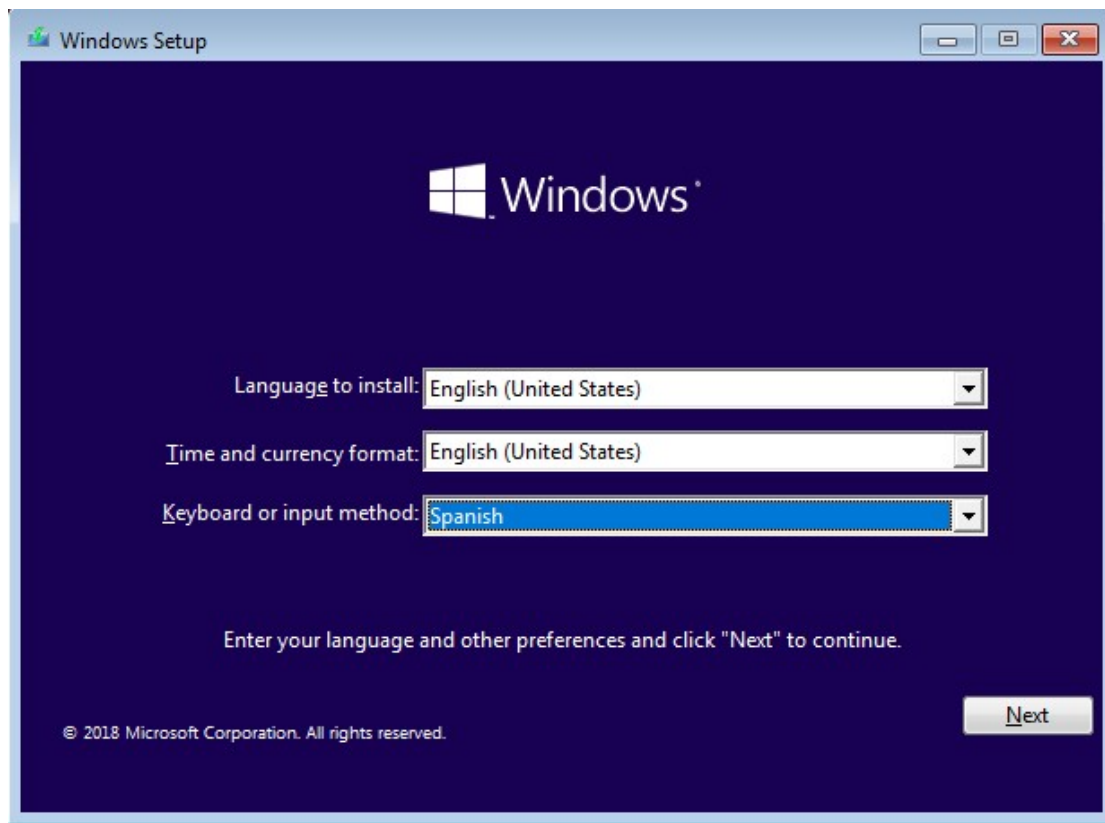 Windows Setup
Windows
Language to install: English (United States)
Time and currency format: English (United States)
Keyboard or input method: Spanish
Enter your language and other preferences and click "Next" to continue.
Next
© 2018 Microsoft Corporation. All rights reserved.